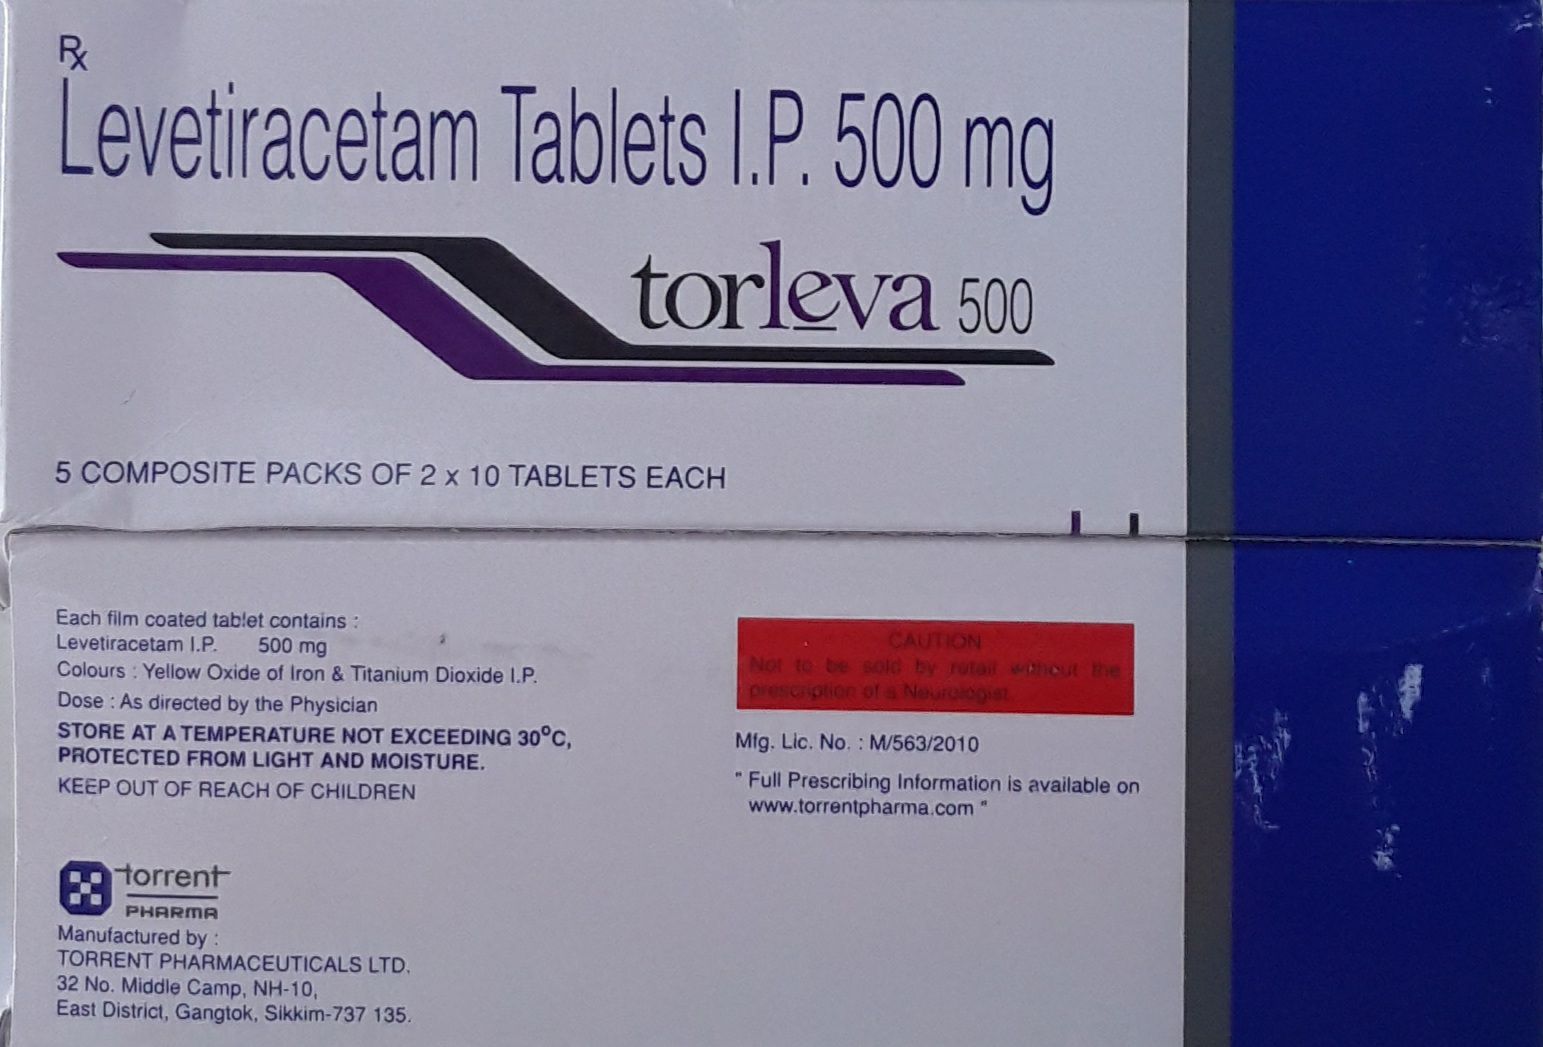 Rx
Levetiracetam Tablets I.P. 500 mg
torleva 500
5 COMPOSITE PACKS OF 2 x 10 TABLETS EACH
Each film coated tablet contains :
Levetiracetam I.P. 500 mg
Colours : Yellow Oxide of Iron & Titanium Dioxide I.P.
Dose : As directed by the Physician
STORE AT A TEMPERATURE NOT EXCEEDING 30°C,
PROTECTED FROM LIGHT AND MOISTURE.
KEEP OUT OF REACH OF CHILDREN
CAUTION
Not to be sold by retail without the
prescription of a Neurologist.
Mfg. Lic. No. : M/563/2010
" Full Prescribing Information is available on
www.torrentpharma.com "
torrent
PHARMA
Manufactured by :
TORRENT PHARMACEUTICALS LTD.
32 No. Middle Camp, NH-10,
East District, Gangtok, Sikkim-737 135.